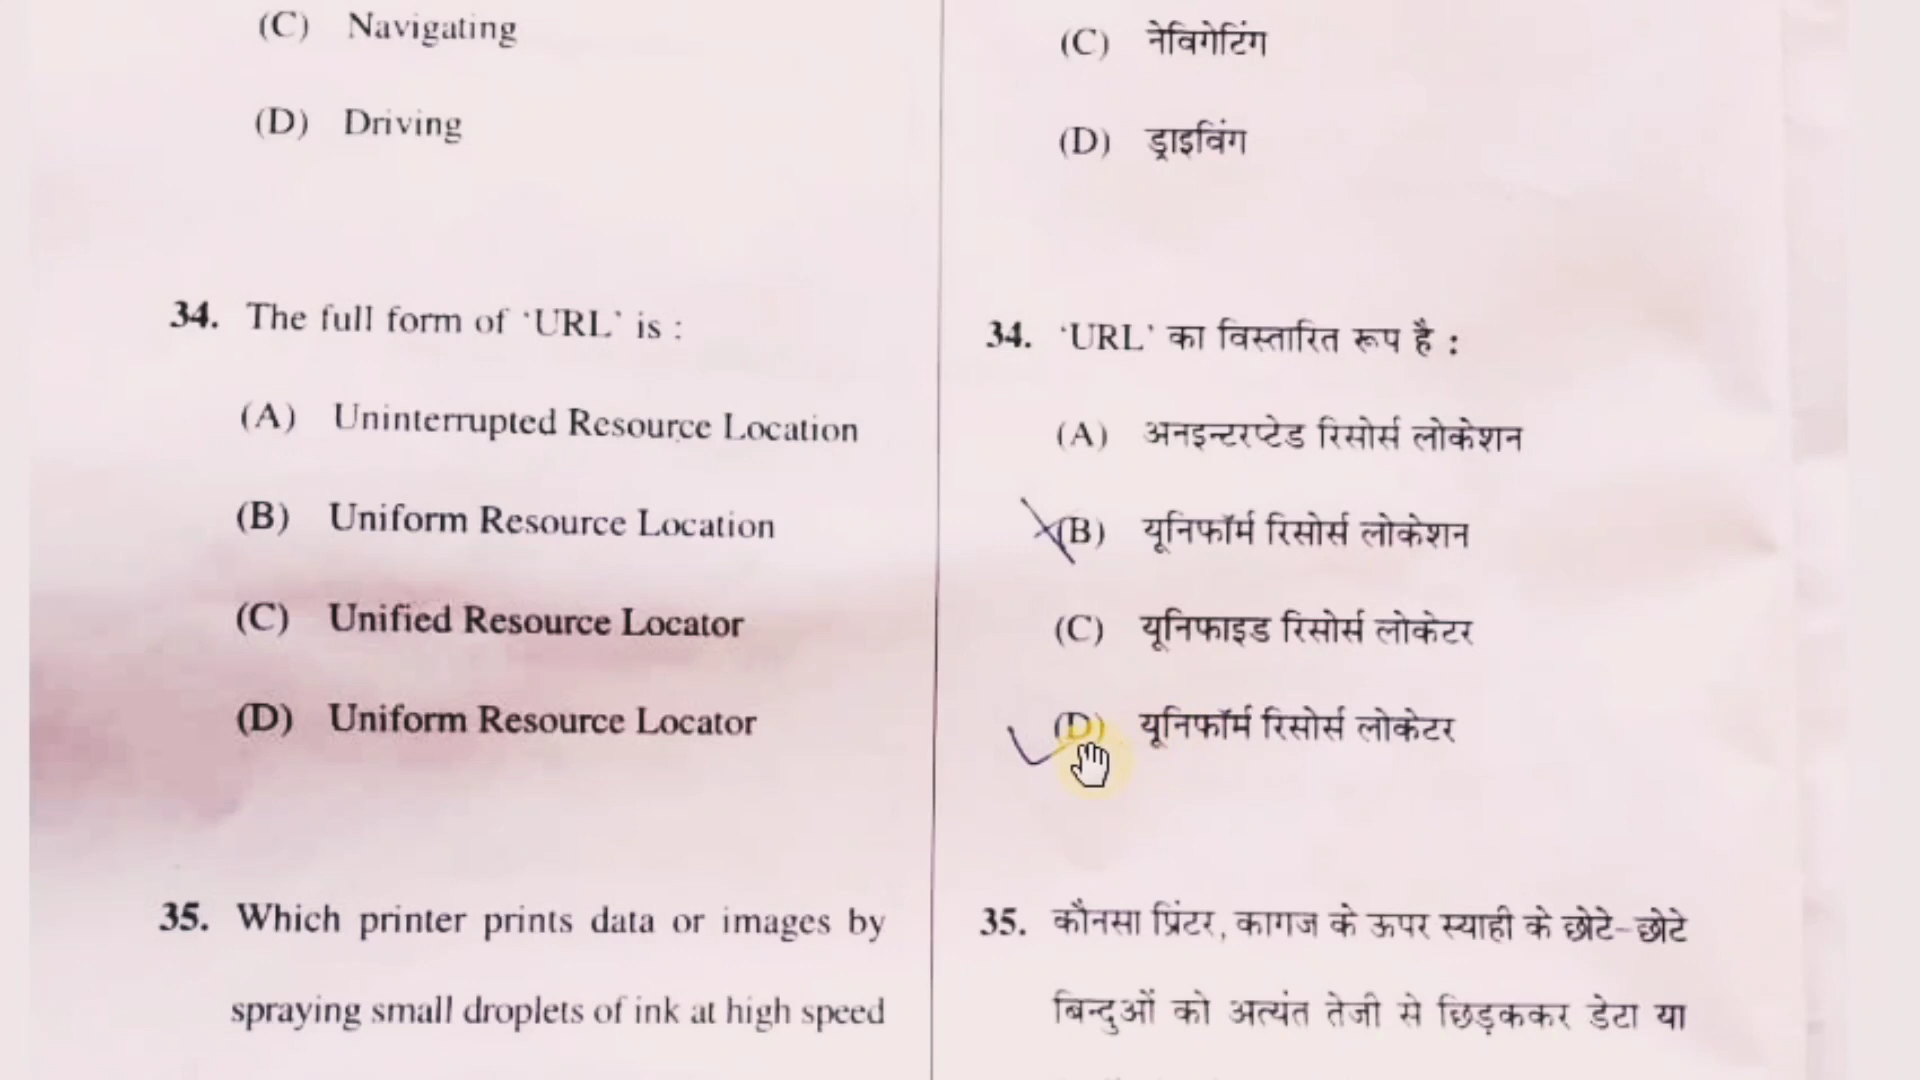 (C) Navigating
(D) Driving
34. The full form of 'URL' is :
(A) Uninterrupted Resource Location
(B) Uniform Resource Location
(C) Unified Resource Locator
(D) Uniform Resource Locator
35. Which printer prints data or images by
spraying small droplets of ink at high speed
(C) नेविगेटिंग
(D) ड्राइविंग
34. 'URL' का विस्तारित रूप है :
(A) अनइन्टरप्टेड रिसोर्स लोकेशन
(B) यूनिफॉर्म रिसोर्स लोकेशन
(C) यूनिफाइड रिसोर्स लोकेटर
(D) यूनिफॉर्म रिसोर्स लोकेटर
35. कौनसा प्रिंटर, कागज के ऊपर स्याही के छोटे-छोटे
बिन्दुओं को अत्यंत तेजी से छिड़ककर डेटा या